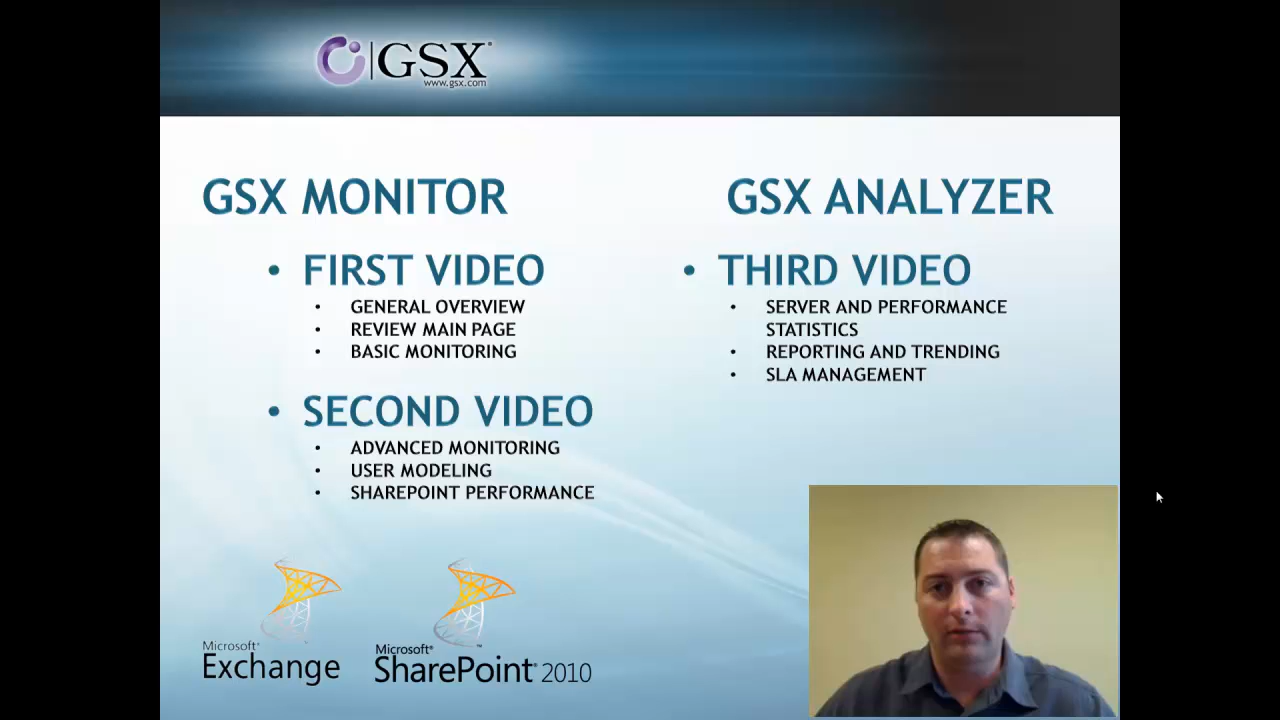 GSX
www.gsx.com
GSX MONITOR
• FIRST VIDEO
• GENERAL OVERVIEW
• REVIEW MAIN PAGE
• BASIC MONITORING
• SECOND VIDEO
• ADVANCED MONITORING
• USER MODELING
• SHAREPOINT PERFORMANCE
GSX ANALYZER
• THIRD VIDEO
• SERVER AND PERFORMANCE
STATISTICS
• REPORTING AND TRENDING
• SLA MANAGEMENT
Microsoft®
Exchange
Microsoft®
SharePoint® 2010